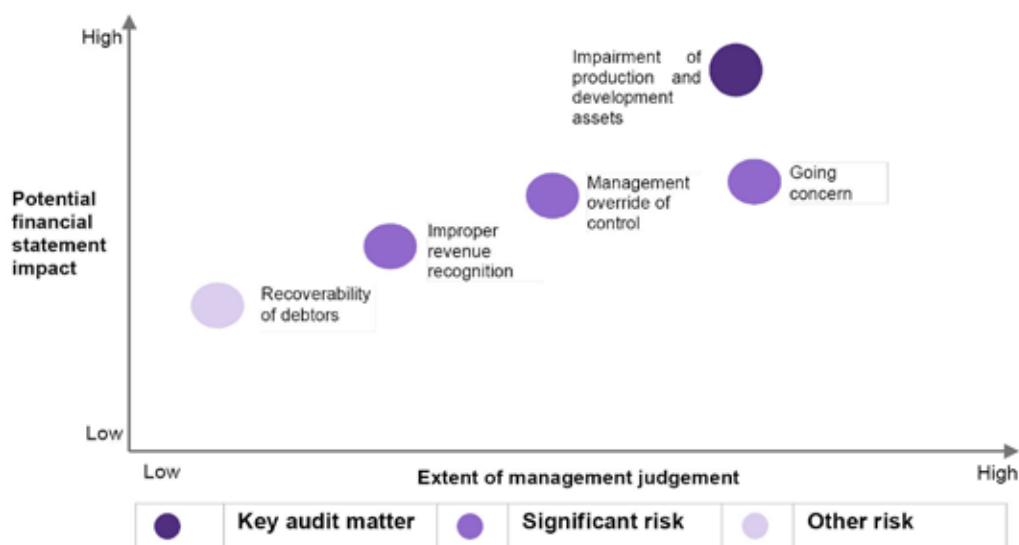 High
Impairment of
production and
development
assets
Potential
financial
statement
impact
Management
override of
control
Going
concern
Improper
revenue
recognition
Recoverability
of debtors
Low
Low
Extent of management judgement
High
Key audit matter
Significant risk
Other risk